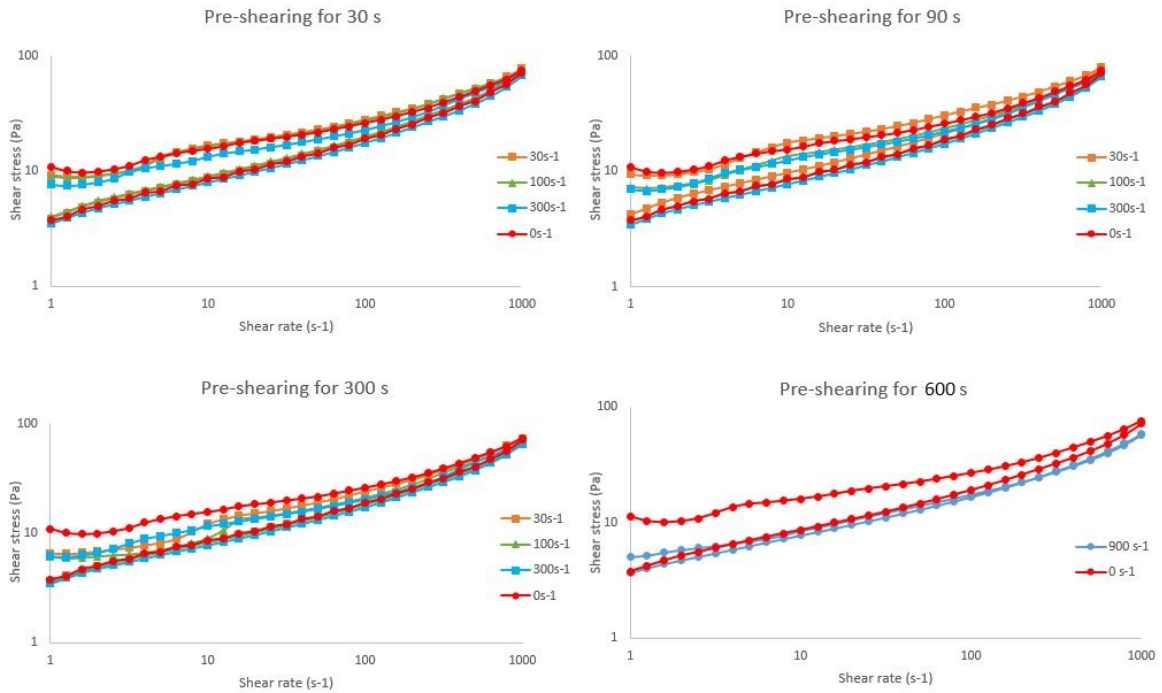 Pre-shearing for 30 s
Shear stress (Pa)
100
10
1
1
10
100
1000
Shear rate (s-1)
30s-1
100s-1
300s-1
0s-1
Pre-shearing for 90 s
Shear stress (Pa)
100
10
1
1
10
100
1000
Shear rate (s-1)
30s-1
100s-1
300s-1
0s-1
Pre-shearing for 300 s
Shear stress (Pa)
100
10
1
1
10
100
1000
Shear rate (s-1)
30s-1
100s-1
300s-1
0s-1
Pre-shearing for 600 s
Shear stress (Pa)
100
10
1
1
10
100
1000
Shear rate (s-1)
900 s-1
0 s-1